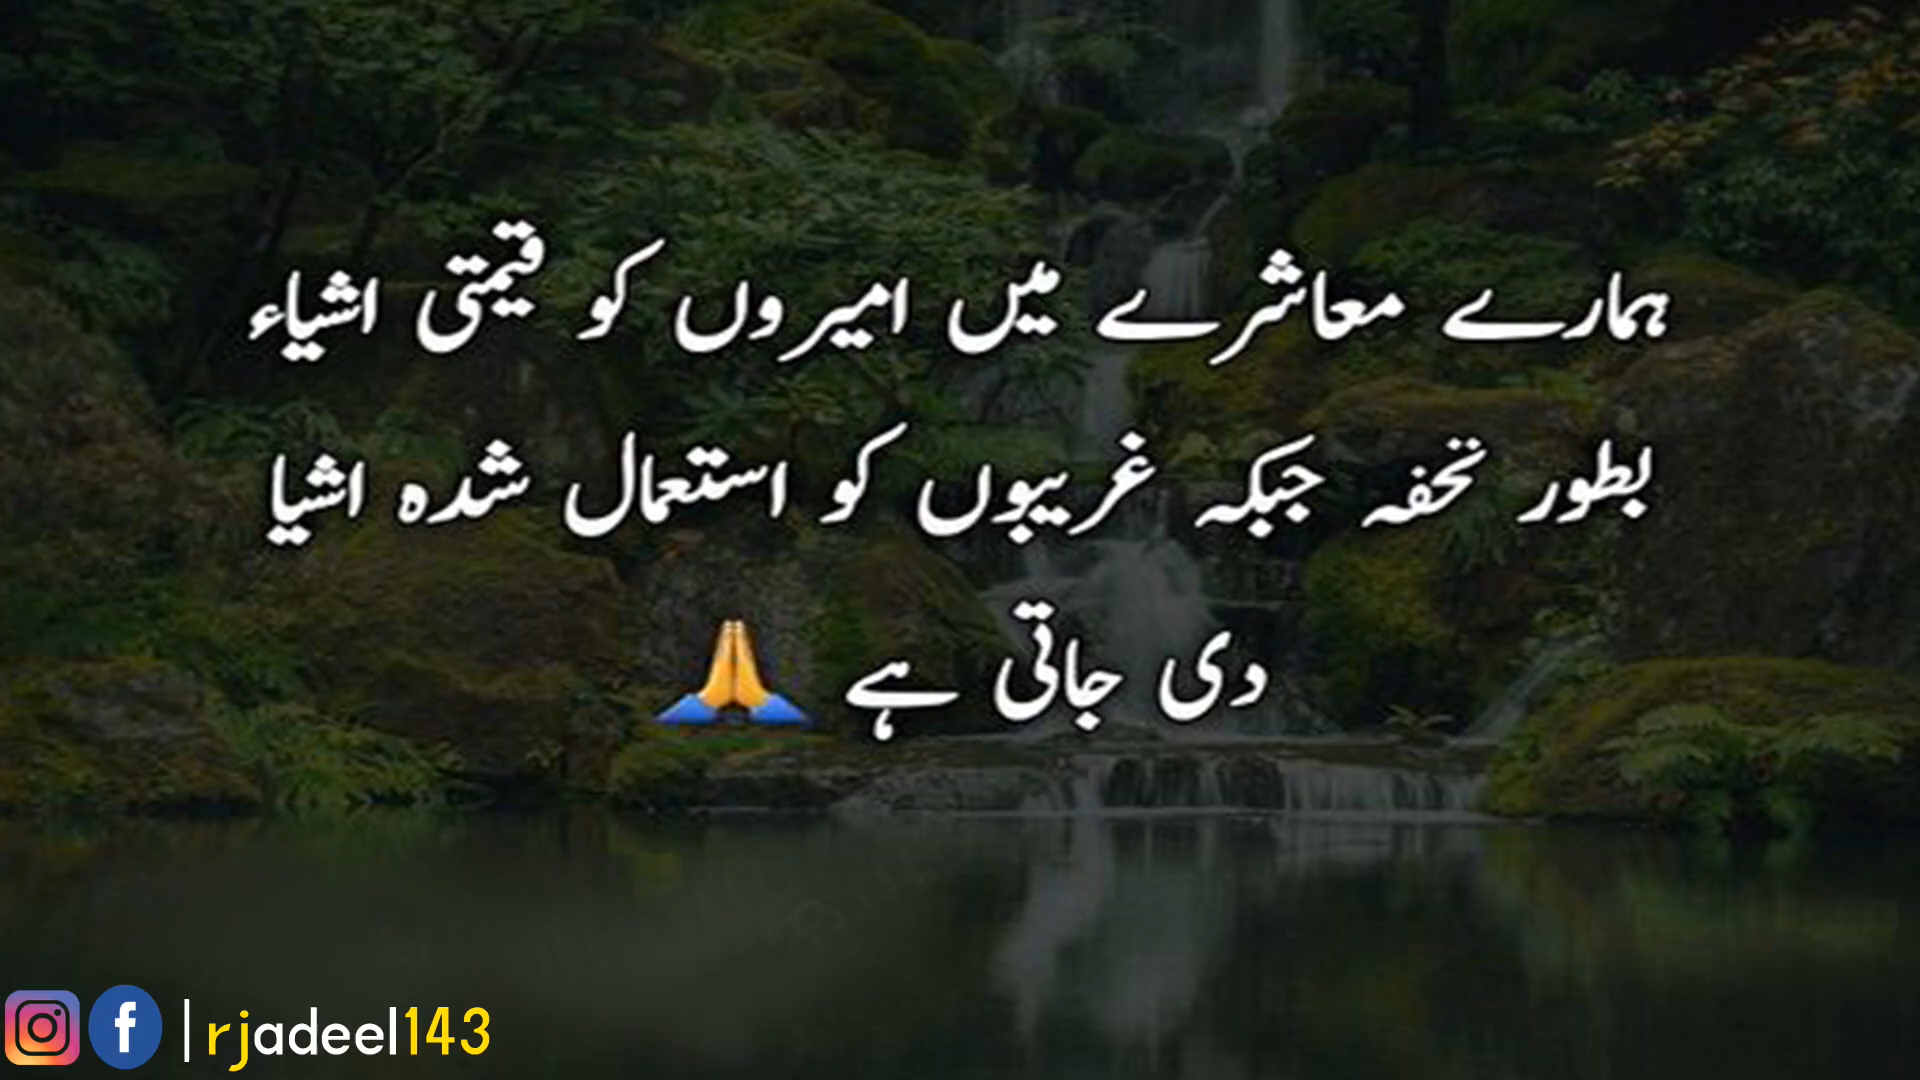 ہمارے معاشرے میں امیروں کو قیمتی اشیاء
بطور تحفہ جبکہ غریبوں کو استعمال شدہ اشیا
دی جاتی ہے 🙏
|rjadeel143